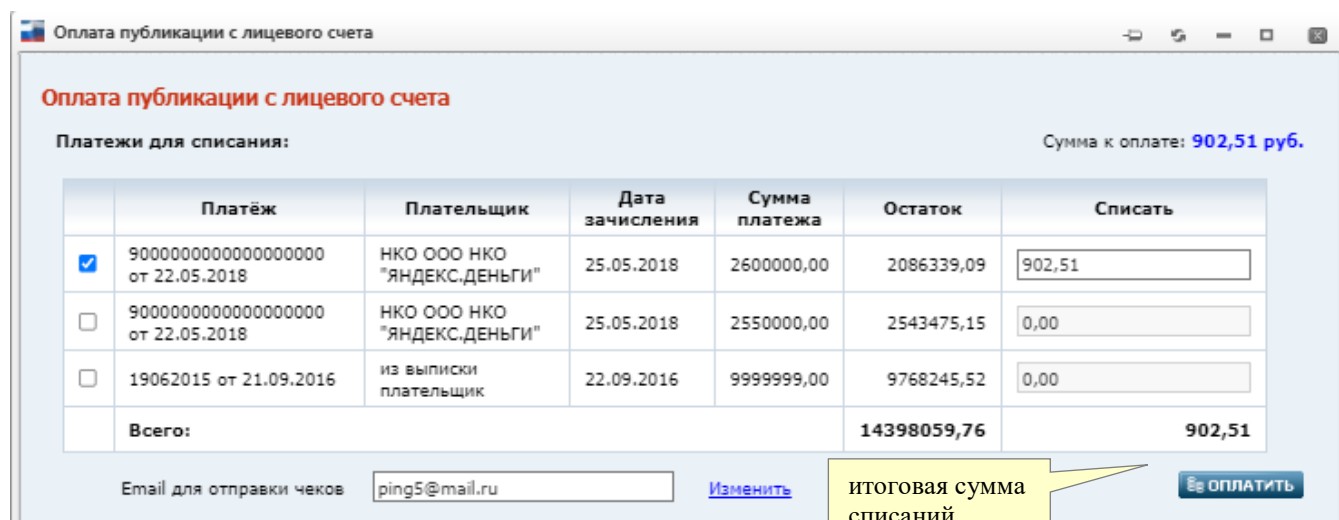 Оплата публикации с лицевого счета
Оплата публикации с лицевого счета
Платежи для списания: Сумма к оплате: 902,51 руб.
Платёж Плательщик Дата зачисления Сумма платежа Остаток Списать
9000000000000000000 от 22.05.2018 НКО ООО НКО "ЯНДЕКС.ДЕНЬГИ" 25.05.2018 2600000,00 2086339,09 902,51
9000000000000000000 от 22.05.2018 НКО ООО НКО "ЯНДЕКС.ДЕНЬГИ" 25.05.2018 2550000,00 2543475,15 0,00
19062015 от 21.09.2016 из выписки плательщик 22.09.2016 9999999,00 9768245,52 0,00
Всего: 14398059,76 902,51
Email для отправки чеков ping5@mail.ru Изменить ОПЛАТИТЬ
итоговая сумма
списаний